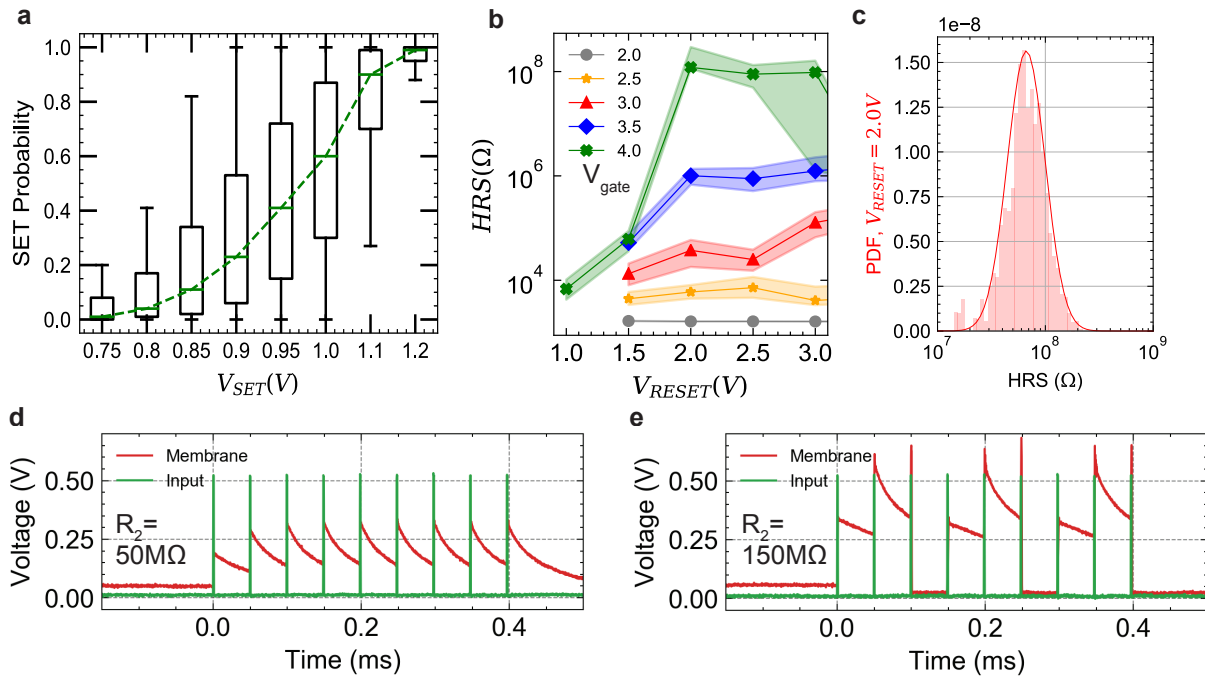 a
SET Probability
1.0
0.8
0.6
0.4
0.2
0.0
0.75 0.8 0.85 0.9 0.95 1.0 1.1 1.2
V_SET(V)
b
HRS(Ω)
10^8
10^6
10^4
2.0
2.5
3.0
3.5
4.0
V_gate
1.0 1.5 2.0 2.5 3.0
V_RESET(V)
c
1e−8
PDF, V_RESET = 2.0V
1.50
1.25
1.00
0.75
0.50
0.25
0.00
10^7 10^8 10^9
HRS (Ω)
d
Voltage (V)
0.50
0.25
0.00
Membrane
Input
R_2=
50MΩ
0.0 0.2 0.4
Time (ms)
e
Voltage (V)
0.50
0.25
0.00
Membrane
Input
R_2=
150MΩ
0.0 0.2 0.4
Time (ms)